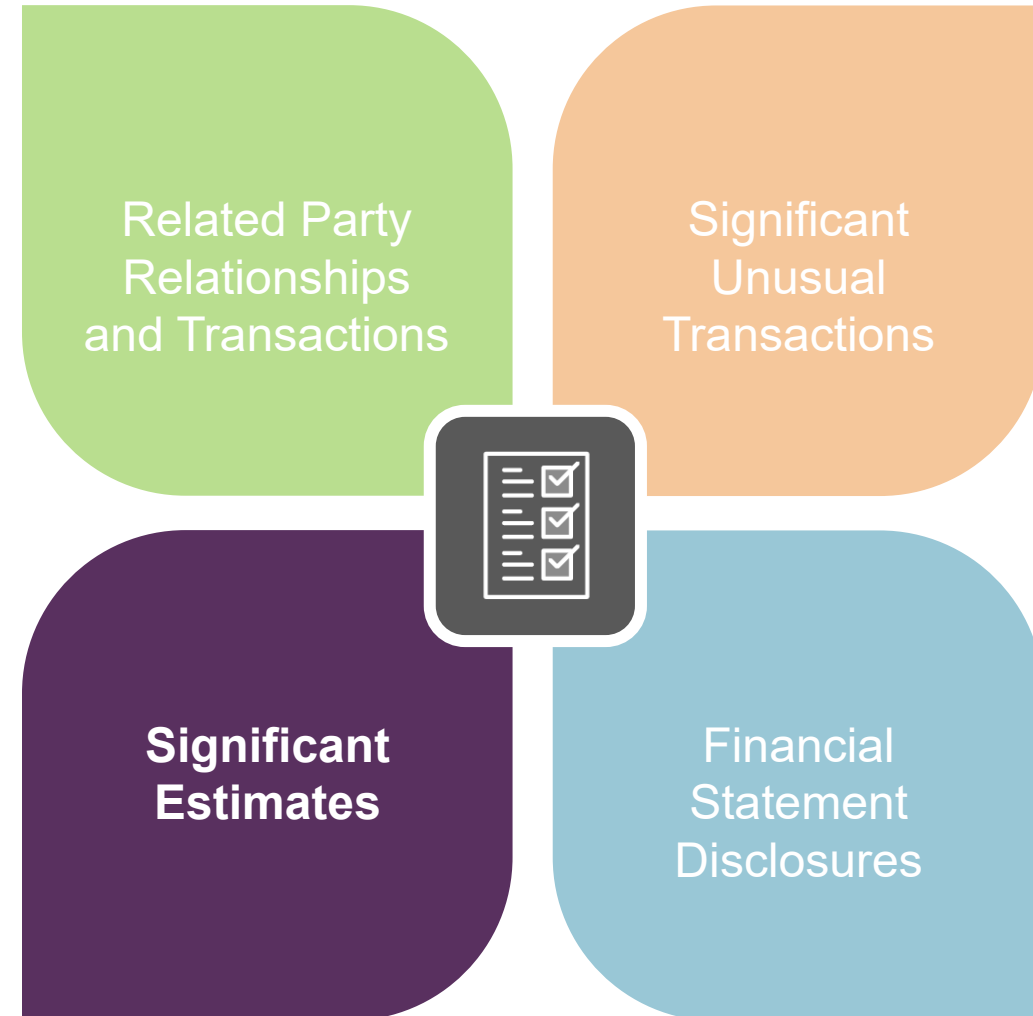 Related Party
Relationships
and Transactions
Significant
Unusual
Transactions
Significant
Estimates
Financial
Statement
Disclosures